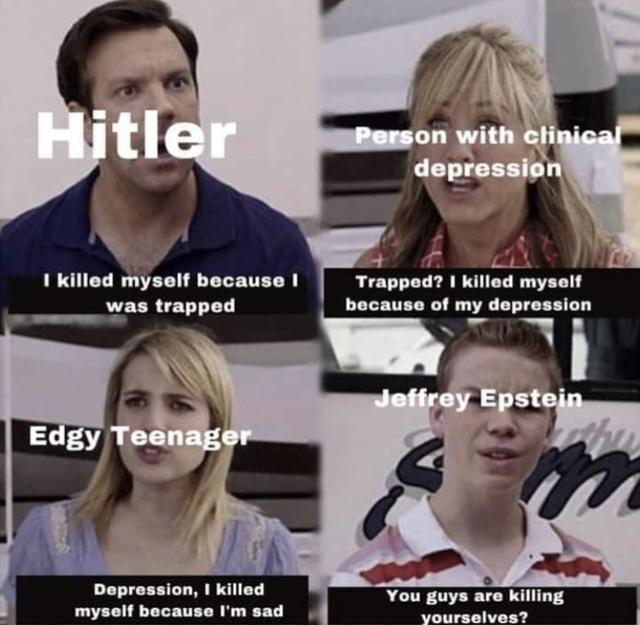 Hitler
I killed myself because I
was trapped
Person with clinical
depression
Trapped? I killed myself
because of my depression
Edgy Teenager
Depression, I killed
myself because I'm sad
Jeffrey Epstein
You guys are killing
yourselves?